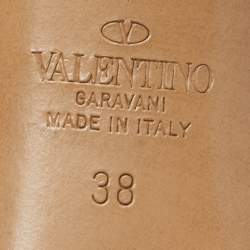 VALENTINO
GARAVANI
MADE IN ITALY
38